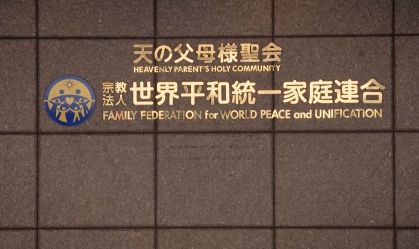 天の父母様聖会
HEAVENLY PARENT'S HOLY COMMUNITY
宗教法人 世界平和統一家庭連合
FAMILY FEDERATION for WORLD PEACE and UNIFICATION